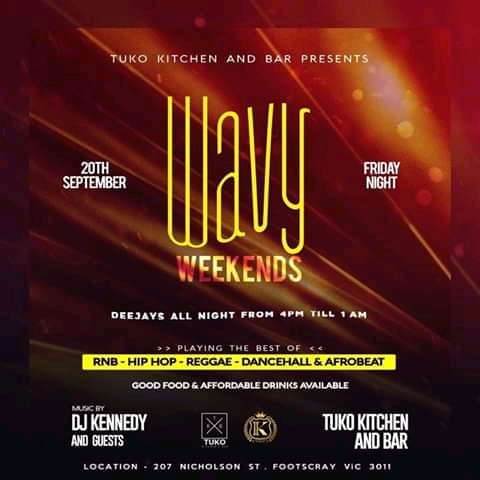 TUKO KITCHEN AND BAR PRESENTS
Wavy
WEEKENDS
20TH
SEPTEMBER
FRIDAY
NIGHT
DEEJAYS ALL NIGHT FROM 4PM TILL 1 AM
>> PLAYING THE BEST OF <<
RNB - HIP HOP - REGGAE - DANCEHALL & AFROBEAT
GOOD FOOD & AFFORDABLE DRINKS AVAILABLE
MUSIC BY
DJ KENNEDY
AND GUESTS
TUKO
K
TUKO KITCHEN
AND BAR
LOCATION - 207 NICHOLSON ST. FOOTSCRAY VIC 3011